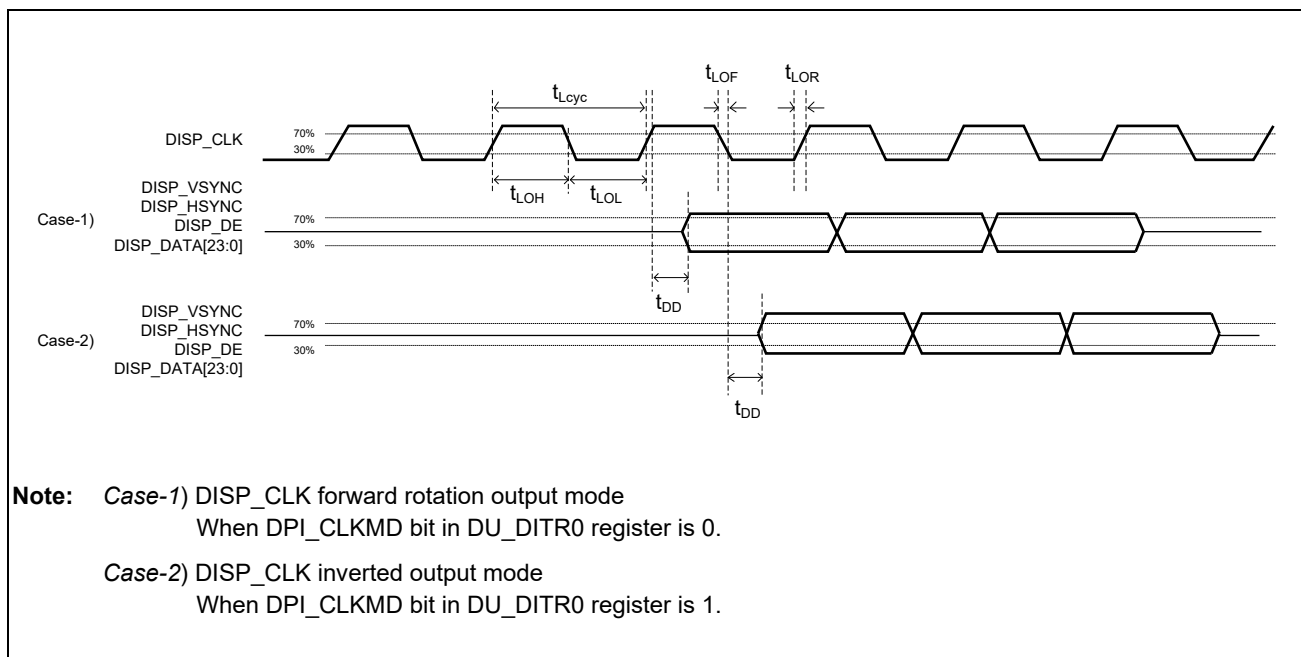 tLOF
tLOR
tLcyc
DISP_CLK
70%
30%
tLOH
tLOL
Case-1)
DISP_VSYNC
DISP_HSYNC
DISP_DE
DISP_DATA[23:0]
70%
30%
tDD
Case-2)
DISP_VSYNC
DISP_HSYNC
DISP_DE
DISP_DATA[23:0]
70%
30%
tDD
Note: Case-1) DISP_CLK forward rotation output mode
When DPI_CLKMD bit in DU_DITR0 register is 0.
Case-2) DISP_CLK inverted output mode
When DPI_CLKMD bit in DU_DITR0 register is 1.